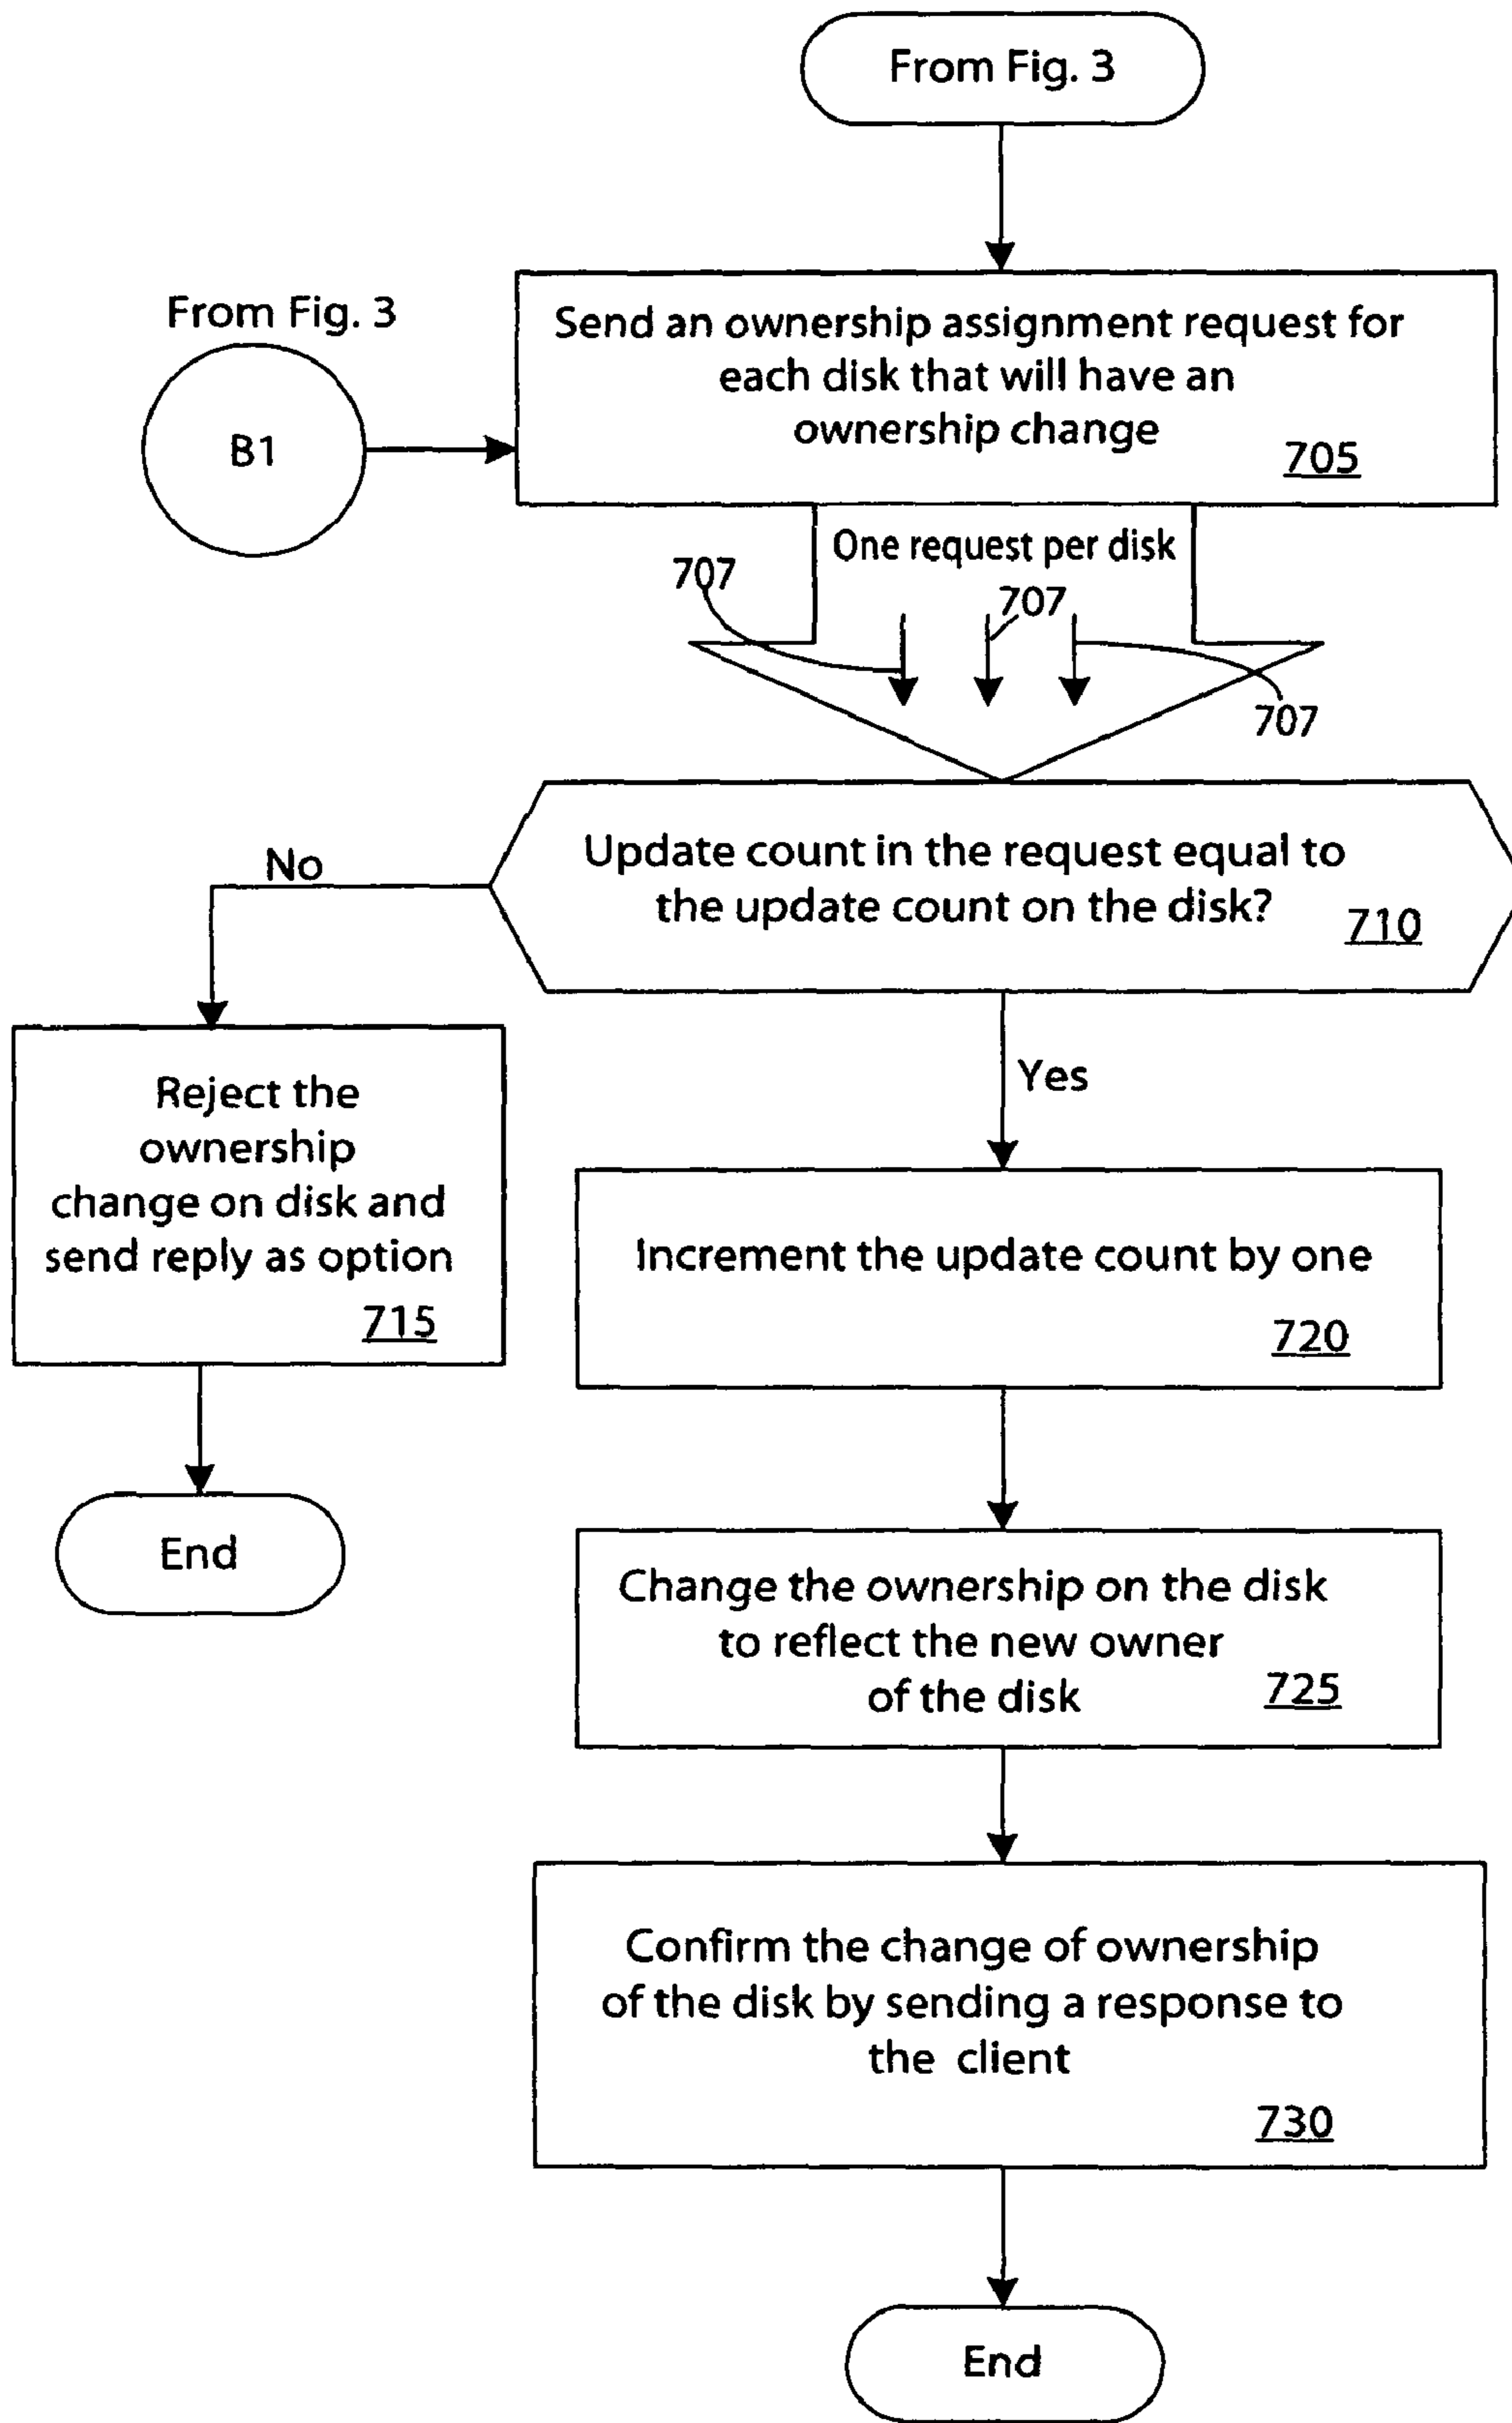 From Fig. 3
From Fig. 3
B1
Send an ownership assignment request for
each disk that will have an
ownership change
705
One request per disk
707
707
707
Update count in the request equal to
the update count on the disk?
710
No
Yes
Reject the
ownership
change on disk and
send reply as option
715
End
Increment the update count by one
720
Change the ownership on the disk
to reflect the new owner
of the disk
725
Confirm the change of ownership
of the disk by sending a response to
the client
730
End